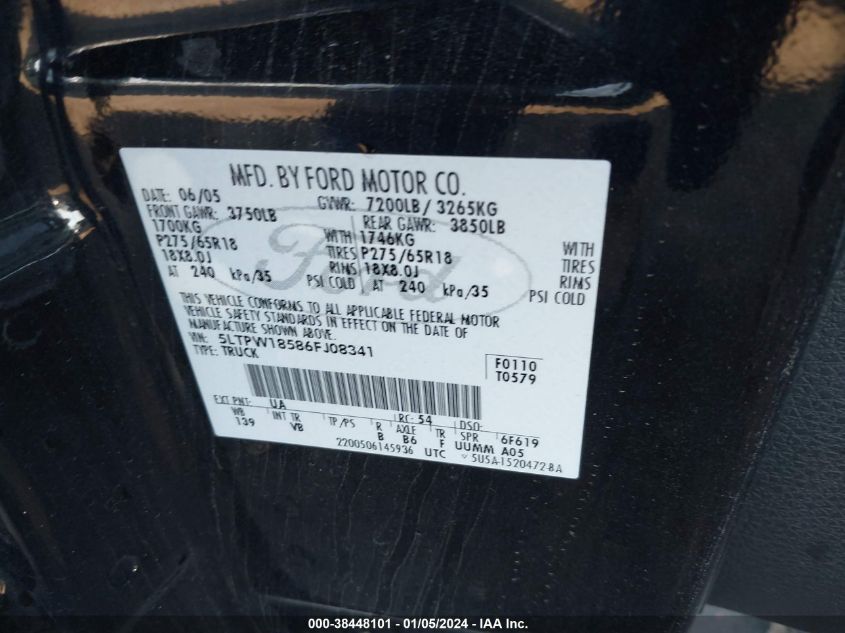 MFD. BY FORD MOTOR CO.
DATE: 06/05 GVWR: 7200LB / 3265KG
FRONT GAWR: 3750LB REAR GAWR: 3850LB
1700KG WITH 1746KG WITH
P275/65R18 TIRES P275/65R18 TIRES
18X8.0J RIMS 18X8.0J RIMS
AT 240 kPa/35 PSI COLD AT 240 kPa/35 PSI COLD
Ford
THIS VEHICLE CONFORMS TO ALL APPLICABLE FEDERAL MOTOR
VEHICLE SAFETY STANDARDS IN EFFECT ON THE DATE OF
MANUFACTURE SHOWN ABOVE.
VIN: 5LTPW18586FJ08341
TYPE: TRUCK
F0110
T0579
EXT PNT: UA RC: 54 DSO:
WB INT TR TP/PS R AXLE TR SPR 6F619
139 VB B B6 F UUMM A05
2200506145936 UTC 5U5A-1520472-BA
000-38448101 - 01/05/2024 - IAA Inc.